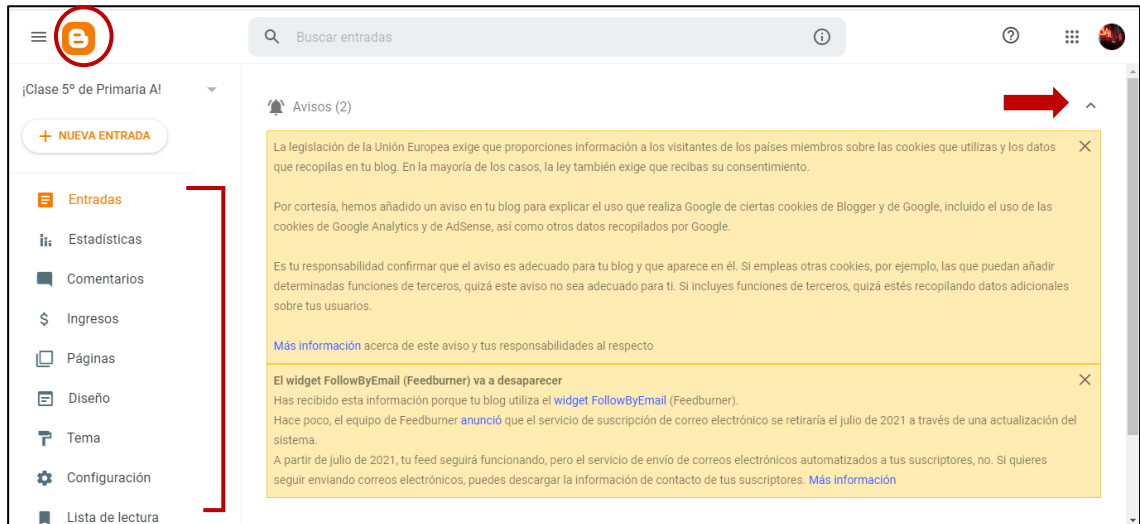 Buscar entradas
¡Clase 5º de Primaria A!
+ NUEVA ENTRADA
Entradas
Estadísticas
Comentarios
Ingresos
Páginas
Diseño
Tema
Configuración
Lista de lectura
Avisos (2)
La legislación de la Unión Europea exige que proporciones información a los visitantes de los países miembros sobre las cookies que utilizas y los datos
que recopilas en tu blog. En la mayoría de los casos, la ley también exige que recibas su consentimiento.
Por cortesía, hemos añadido un aviso en tu blog para explicar el uso que realiza Google de ciertas cookies de Blogger y de Google, incluido el uso de las
cookies de Google Analytics y de AdSense, así como otros datos recopilados por Google.
Es tu responsabilidad confirmar que el aviso es adecuado para tu blog y que aparece en él. Si empleas otras cookies, por ejemplo, las que puedan añadir
determinadas funciones de terceros, quizá este aviso no sea adecuado para ti. Si incluyes funciones de terceros, quizá estés recopilando datos adicionales
sobre tus usuarios.
Más información acerca de este aviso y tus responsabilidades al respecto
El widget FollowByEmail (Feedburner) va a desaparecer
Has recibido esta información porque tu blog utiliza el widget FollowByEmail (Feedburner).
Hace poco, el equipo de Feedburner anunció que el servicio de suscripción de correo electrónico se retiraría el julio de 2021 a través de una actualización del
sistema.
A partir de julio de 2021, tu feed seguirá funcionando, pero el servicio de envío de correos electrónicos automatizados a tus suscriptores, no. Si quieres
seguir enviando correos electrónicos, puedes descargar la información de contacto de tus suscriptores. Más información